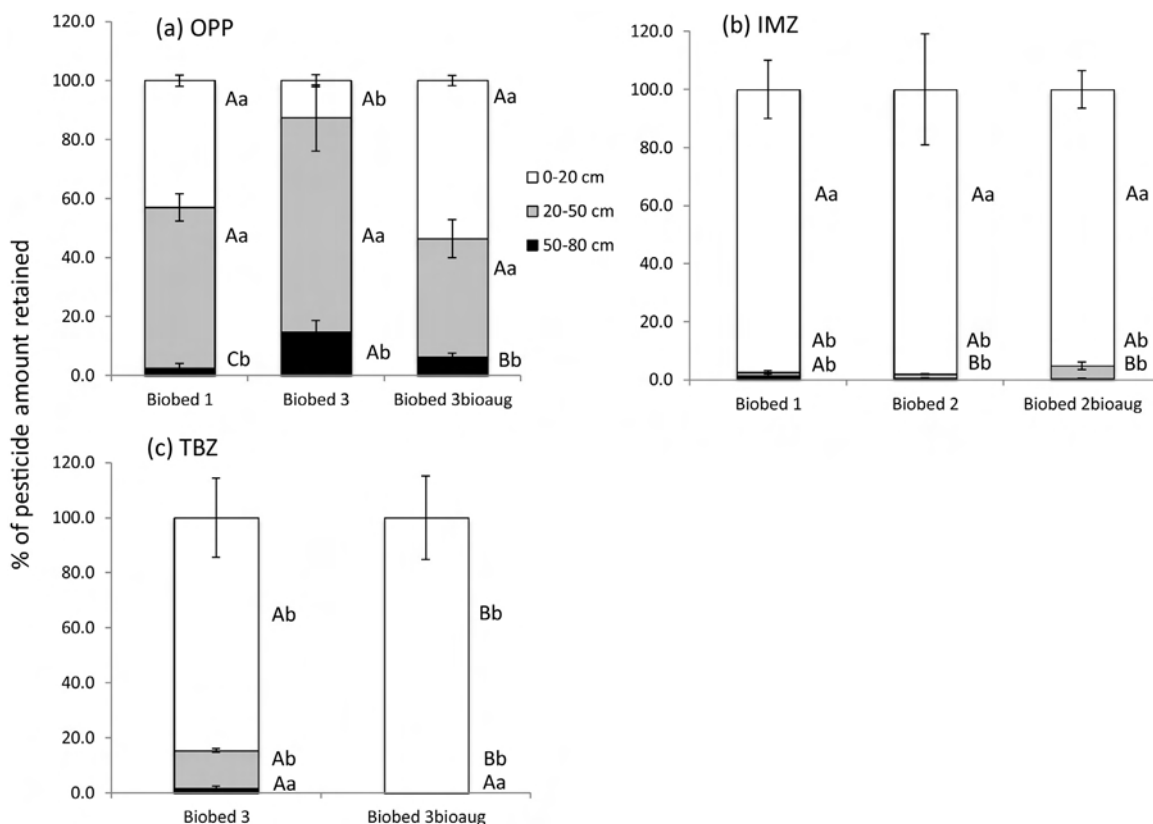 % of pesticide amount retained
(a) OPP
120.0
100.0
80.0
60.0
40.0
20.0
0.0
Aa
Aa
Cb
Ab
Aa
Ab
Aa
Aa
Bb
Biobed 1
Biobed 3
Biobed 3bioaug
0-20 cm
20-50 cm
50-80 cm
(b) IMZ
120.0
100.0
80.0
60.0
40.0
20.0
0.0
Aa
Ab
Ab
Aa
Ab
Bb
Aa
Ab
Bb
Biobed 1
Biobed 2
Biobed 2bioaug
(c) TBZ
120.0
100.0
80.0
60.0
40.0
20.0
0.0
Ab
Ab
Aa
Bb
Bb
Aa
Biobed 3
Biobed 3bioaug